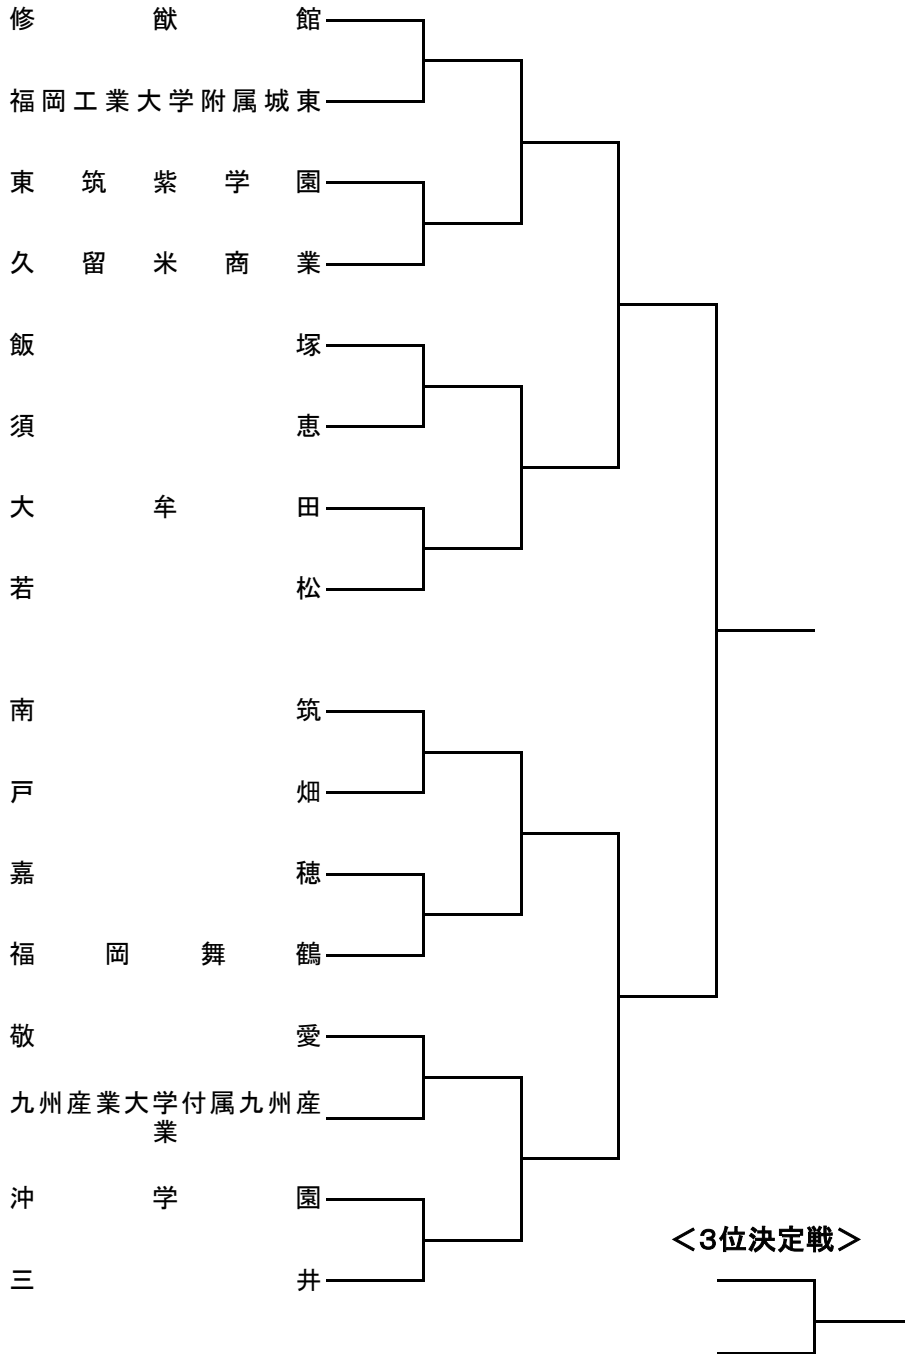 修猷館
福岡工業大学附属城東
東筑紫学園
久留米商業
飯塚
須恵
大牟田
若松
南筑
戸畑
嘉穂
福岡舞鶴
敬愛
九州産業大学付属九州産
業
沖学園
三井
＜3位決定戦＞